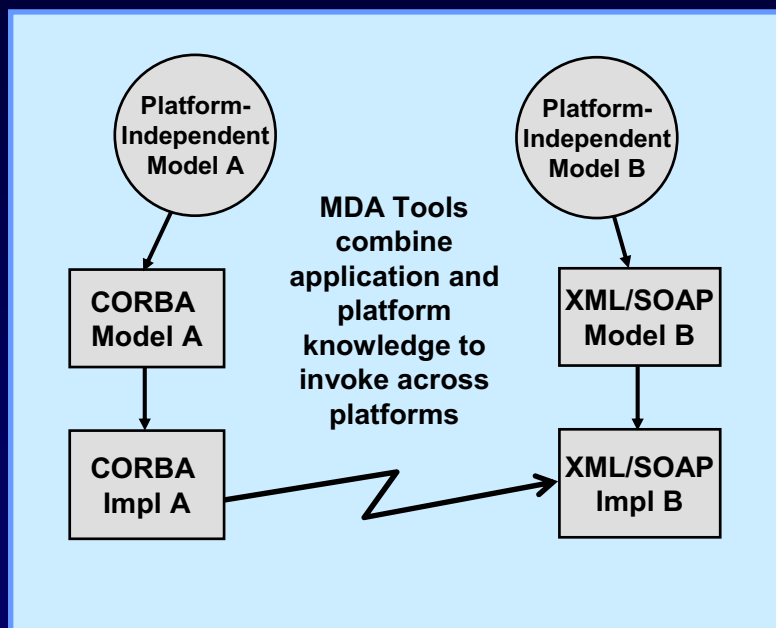 Platform-
Independent
Model A
Platform-
Independent
Model B
MDA Tools
combine
application and
platform
knowledge to
invoke across
platforms
CORBA
Model A
XML/SOAP
Model B
CORBA
Impl A
XML/SOAP
Impl B